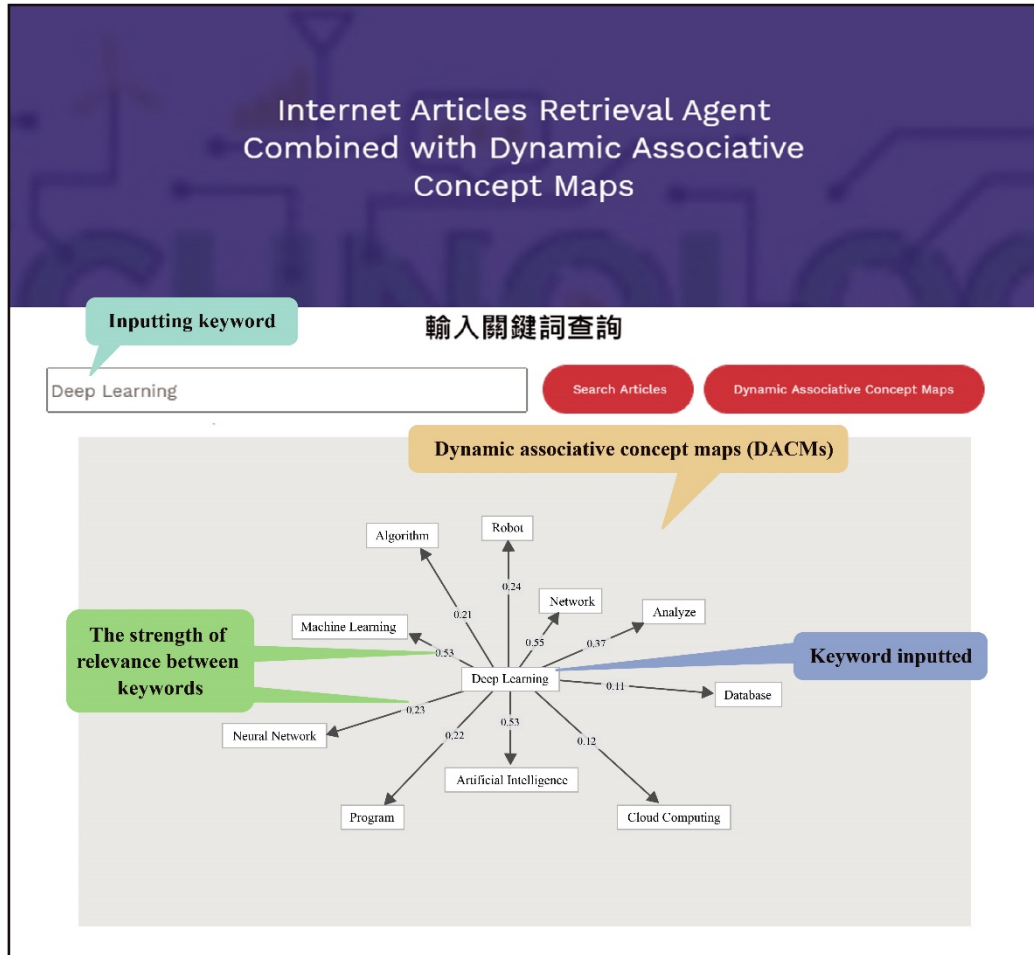 Internet Articles Retrieval Agent
Combined with Dynamic Associative
Concept Maps
Inputting keyword
輸入關鍵詞查詢
Deep Learning
Search Articles
Dynamic Associative Concept Maps
Dynamic associative concept maps (DACMs)
Algorithm
Robot
0.24
Network
Analyze
0.21
Machine Learning
0.55
0.37
The strength of
relevance between
keywords
0.53
Deep Learning
Keyword inputted
0.11
Database
0.23
Neural Network
0.22
0.53
0.12
Artificial Intelligence
Program
Cloud Computing